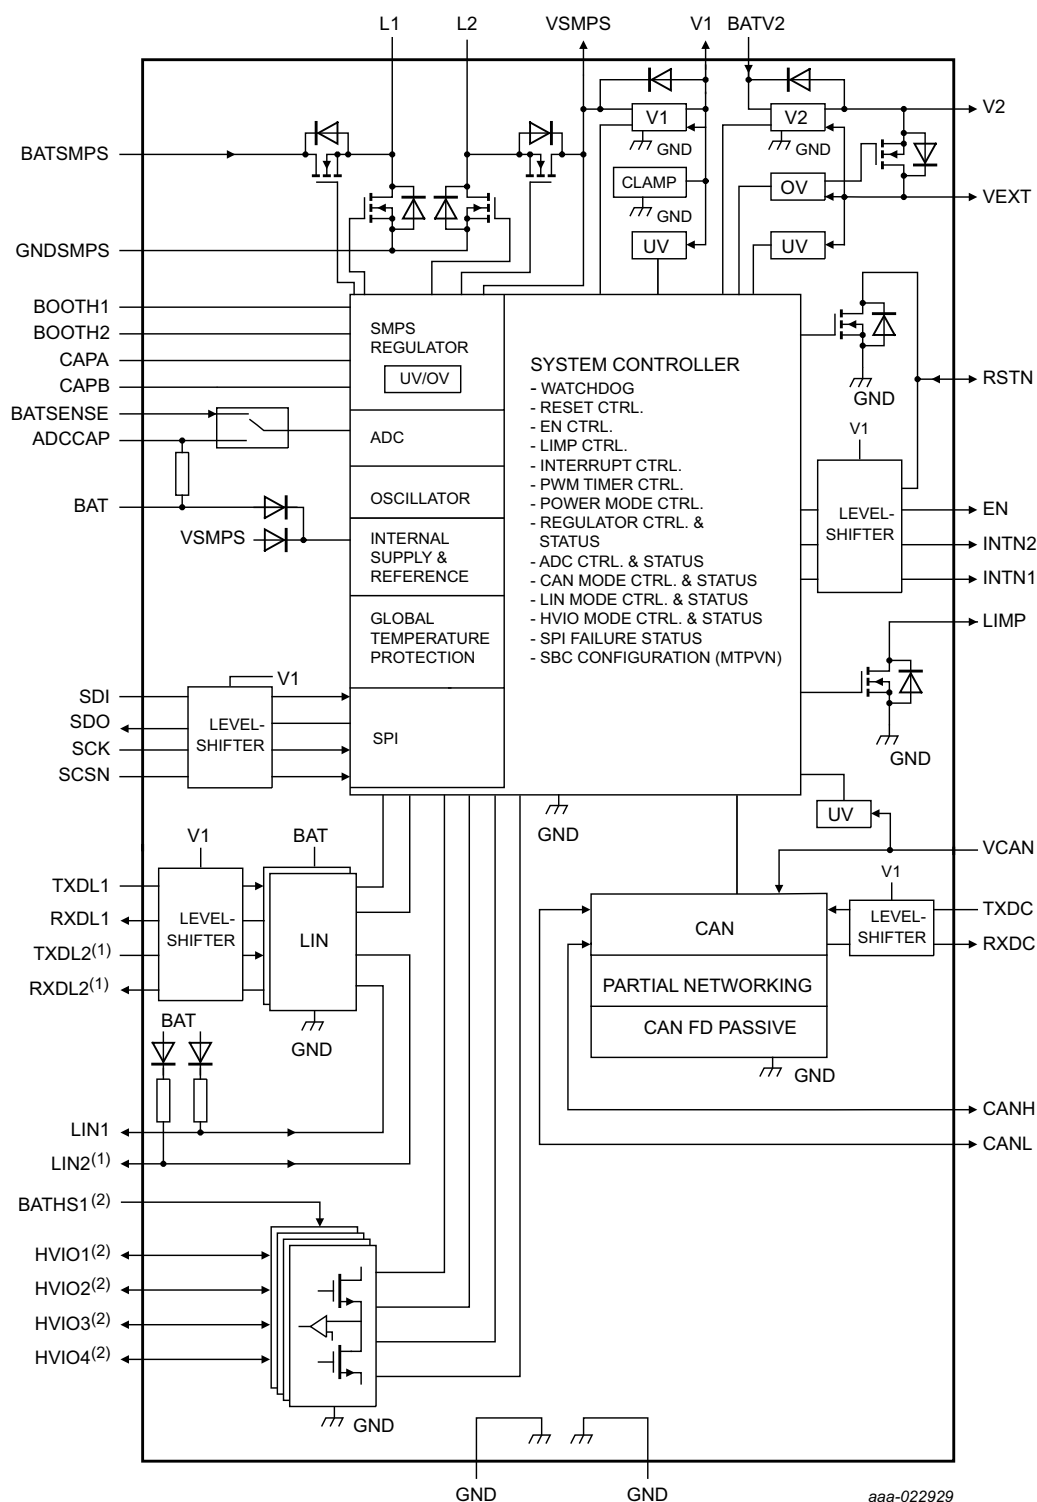 L1 L2 VSMPS V1 BATV2
V1 V2 V2
GND GND
BATSMPS
CLAMP OV VEXT
GND
GNDSMPS UV UV
BOOTH1
BOOTH2
CAPA
CAPB
BATSENSE
ADCCAP
BAT
VSMPS
SMPS
REGULATOR
UV/OV
ADC
OSCILLATOR
INTERNAL
SUPPLY &
REFERENCE
GLOBAL
TEMPERATURE
PROTECTION
SPI
SYSTEM CONTROLLER
- WATCHDOG
- RESET CTRL.
- EN CTRL.
- LIMP CTRL.
- INTERRUPT CTRL.
- PWM TIMER CTRL.
- POWER MODE CTRL.
- REGULATOR CTRL. &
STATUS
- ADC CTRL. & STATUS
- CAN MODE CTRL. & STATUS
- LIN MODE CTRL. & STATUS
- HVIO MODE CTRL. & STATUS
- SPI FAILURE STATUS
- SBC CONFIGURATION (MTPVN)
RSTN
GND
V1
LEVEL-
SHIFTER
EN
INTN2
INTN1
LIMP
GND
V1
SDI
SDO
SCK
SCSN
LEVEL-
SHIFTER
GND
UV
VCAN
V1 BAT
TXDL1
RXDL1
TXDL2(1)
RXDL2(1)
LEVEL-
SHIFTER
LIN
GND
BAT
V1
CAN
LEVEL-
SHIFTER
TXDC
RXDC
PARTIAL NETWORKING
CAN FD PASSIVE
GND
LIN1
LIN2(1)
CANH
CANL
BATHS1(2)
HVIO1(2)
HVIO2(2)
HVIO3(2)
HVIO4(2)
GND
GND GND
aaa-022929